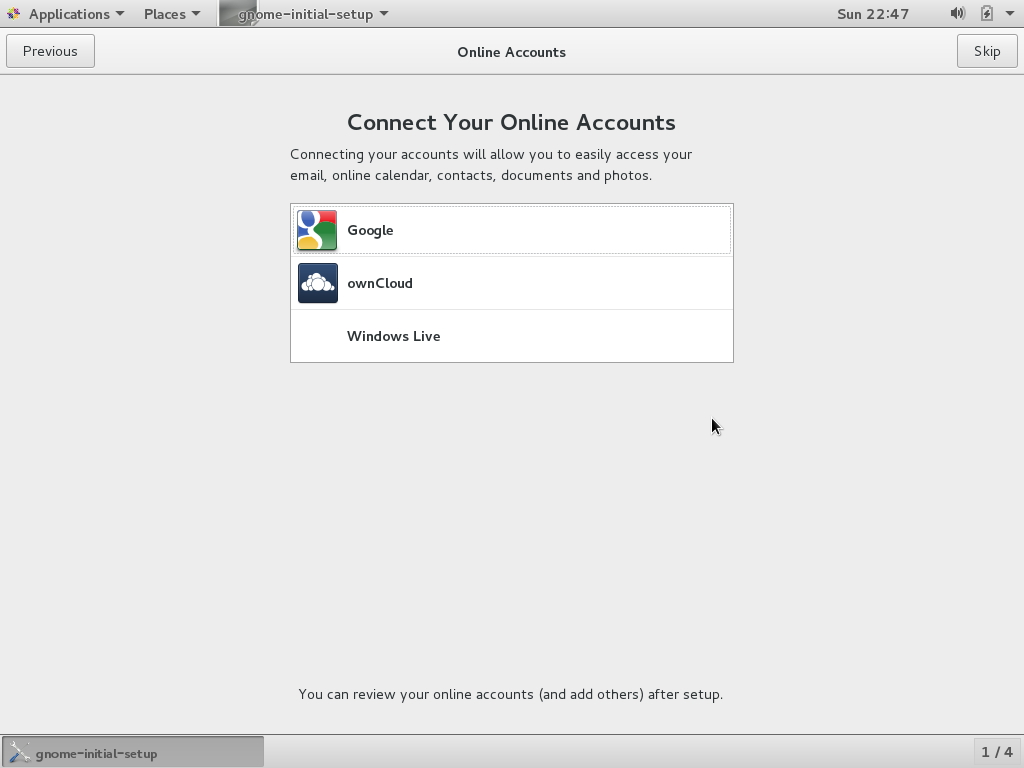 Applications Places gnome-initial-setup Sun 22:47
Previous Online Accounts Skip
Connect Your Online Accounts
Connecting your accounts will allow you to easily access your
email, online calendar, contacts, documents and photos.
Google
ownCloud
Windows Live
You can review your online accounts (and add others) after setup.
gnome-initial-setup 1 / 4